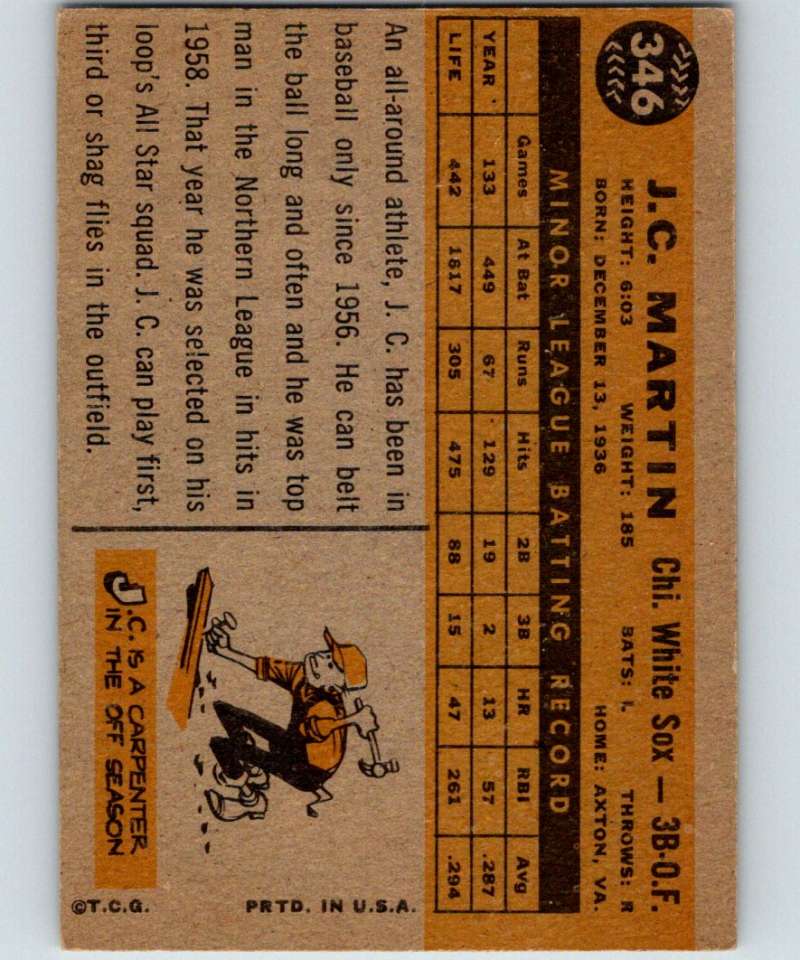 346
J.C. MARTIN Chi. White Sox — 3B-O.F.
HEIGHT: 6:03 WEIGHT: 185 BATS: L THROWS: R
BORN: DECEMBER 13, 1936 HOME: AXTON, VA.
MINOR LEAGUE BATTING RECORD
Games At Bat Runs Hits 2B 3B HR RBI Avg
YEAR 133 449 67 129 19 2 13 57 .287
LIFE 442 1817 305 475 88 15 47 261 .294
An all-around athlete, J. C. has been in
baseball only since 1956. He can belt
the ball long and often and he was top
man in the Northern League in hits in
1958. That year he was selected on his
loop's All Star squad. J. C. can play first,
third or shag flies in the outfield.
J.C. IS A CARPENTER
IN THE OFF SEASON
©T.C.G. PRTD. IN U.S.A.